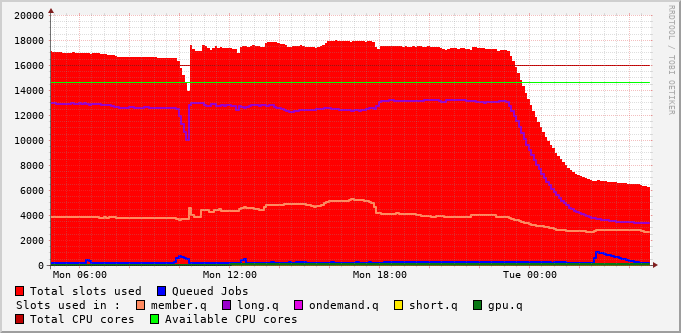 20000
18000
16000
14000
12000
10000
8000
6000
4000
2000
0
Mon 06:00 Mon 12:00 Mon 18:00 Tue 00:00
RRDTOOL / TOBI OETIKER
Total slots used Queued Jobs
Slots used in : member.q long.q ondemand.q short.q gpu.q
Total CPU cores Available CPU cores